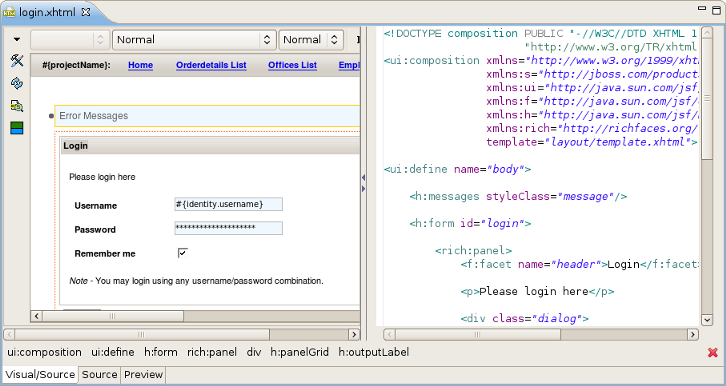 login.xhtml
Normal Normal
#{projectName}: Home Orderdetails List Offices List
Error Messages
Login
Please login here
Username #{identity.username}
Password ********************
Remember me
Note - You may login using any username/password combination.
<!DOCTYPE composition PUBLIC "-//W3C//DTD XHTML 1
"http://www.w3.org/TR/xhtml
<ui:composition xmlns="http://www.w3.org/1999/xht
xmlns:s="http://jboss.com/product
xmlns:ui="http://java.sun.com/jsf
xmlns:f="http://java.sun.com/jsf/
xmlns:h="http://java.sun.com/jsf/
xmlns:rich="http://richfaces.org/
template="layout/template.xhtml">
<ui:define name="body">
<h:messages styleClass="message"/>
<h:form id="login">
<rich:panel>
<f:facet name="header">Login</f:facet>
<p>Please login here</p>
<div class="dialog">
ui:composition ui:define h:form rich:panel div h:panelGrid h:outputLabel
Visual/Source Source Preview